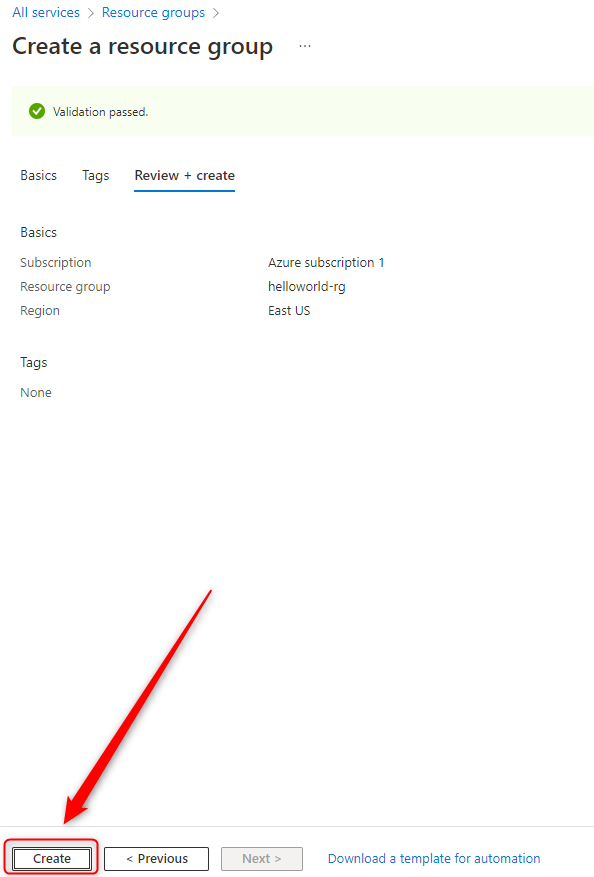 All services > Resource groups >
Create a resource group ...
Validation passed.
Basics Tags Review + create
Basics
Subscription Azure subscription 1
Resource group helloworld-rg
Region East US
Tags
None
Create < Previous Next > Download a template for automation